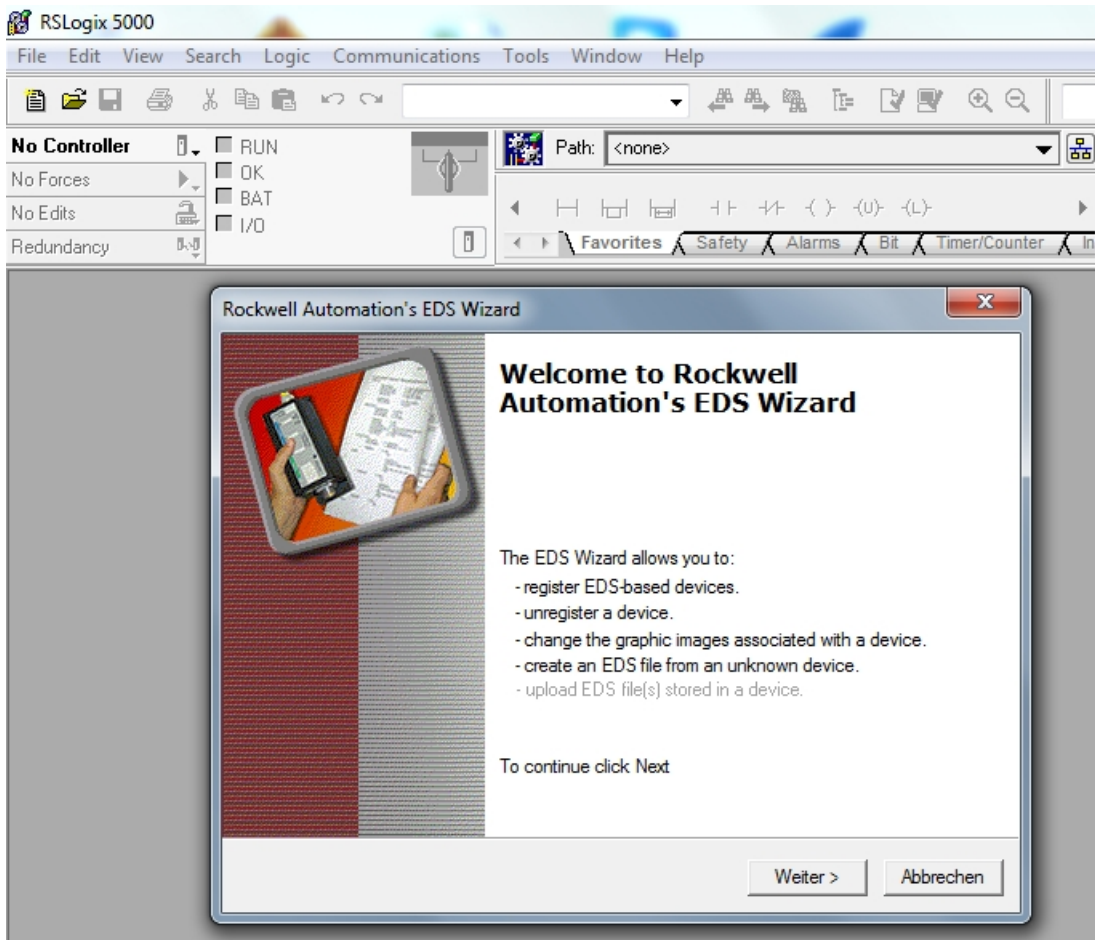 RSLogix 5000
File Edit View Search Logic Communications Tools Window Help
No Controller
RUN
Path: <none>
No Forces
OK
No Edits
BAT
I/O
-(U)- -(L)-
Redundancy
Favorites Safety Alarms Bit Timer/Counter In
Rockwell Automation's EDS Wizard
Welcome to Rockwell
Automation's EDS Wizard
The EDS Wizard allows you to:
- register EDS-based devices.
- unregister a device.
- change the graphic images associated with a device.
- create an EDS file from an unknown device.
- upload EDS file(s) stored in a device.
To continue click Next
Weiter > Abbrechen